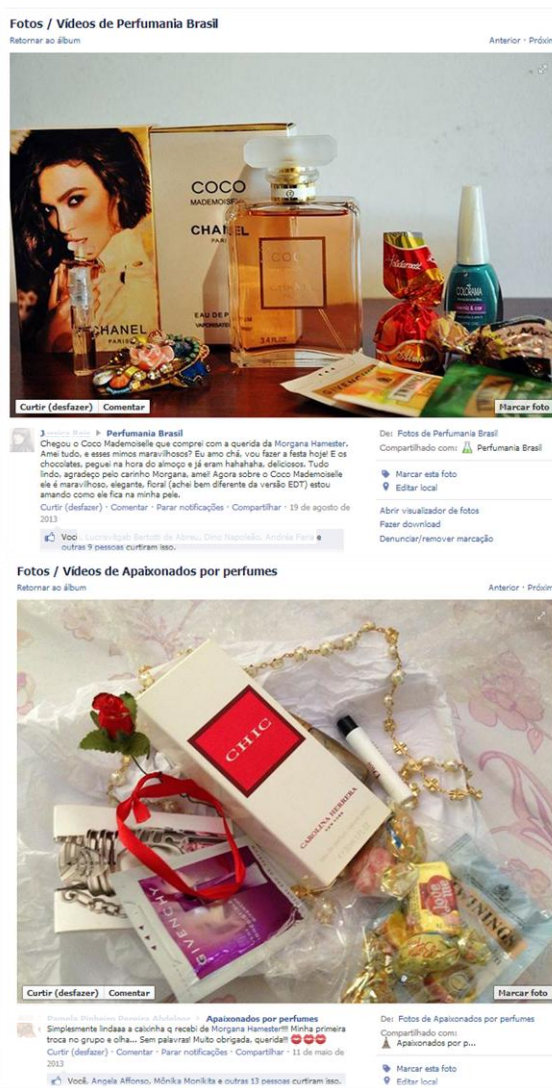 Fotos / Vídeos de Perfumania Brasil
Retornar ao álbum
Anterior · Próxim
COCO
MADEMOISE
CHANEL
PARIS
EAU DE P
VAPORISATE
CHANEL
PARIS
COLORAMA
Curtir (desfazer) Comentar
Marcar foto
Perfumania Brasil
Chegou o Coco Mademoiselle que comprei com a querida da Morgana Hamester.
Amei tudo, e esses mimos maravilhosos? Eu amo chá, vou fazer a festa hoje! E os
chocolates, peguei na hora do almoço e já eram hahahaha, deliciosos. Tudo
lindo, agradeço pelo carinho Morgana, amei! Agora sobre o Coco Mademoiselle
ele é maravilhoso, elegante, floral (achei bem diferente da versão EDT) estou
amando como ele fica na minha pele.
Curtir (desfazer) · Comentar · Parar notificações · Compartilhar · 19 de agosto de
2013
outras 9 pessoas curtiram isso.
De: Fotos de Perfumania Brasil
Compartilhado com: Perfumania Brasil
Marcar esta foto
Editar local
Abrir visualizador de fotos
Fazer download
Denunciar/remover marcação
Fotos / Vídeos de Apaixonados por perfumes
Retornar ao álbum
Anterior · Próxim
CHIC
CAROLINA HERRERA
NEW YORK
GIVENCHY
TWININGS
Curtir (desfazer) Comentar
Marcar foto
Apaixonados por perfumes
Simplesmente lindaaa a caixinha q recebi de Morgana Hamester!!! Minha primeira
troca no grupo e olha... Sem palavras! Muito obrigada, querida!!
Curtir (desfazer) · Comentar · Parar notificações · Compartilhar · 11 de maio de
2013
Você, Angela Affonso, Mônika Monikita e outras 13 pessoas curtiram isso.
De: Fotos de Apaixonados por perfumes
Compartilhado com:
Apaixonados por p...
Marcar esta foto
Editar local